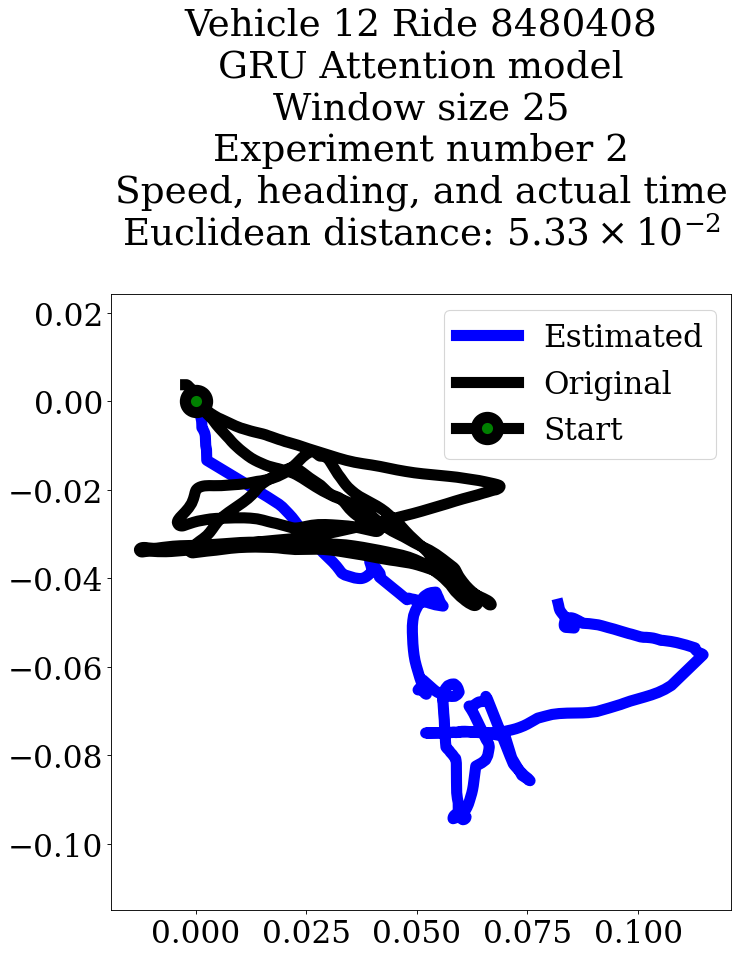 Vehicle 12 Ride 8480408
GRU Attention model
Window size 25
Experiment number 2
Speed, heading, and actual time
Euclidean distance: 5.33 × 10⁻²
Estimated
Original
Start
0.02
0.00
−0.02
−0.04
−0.06
−0.08
−0.10
0.000 0.025 0.050 0.075 0.100